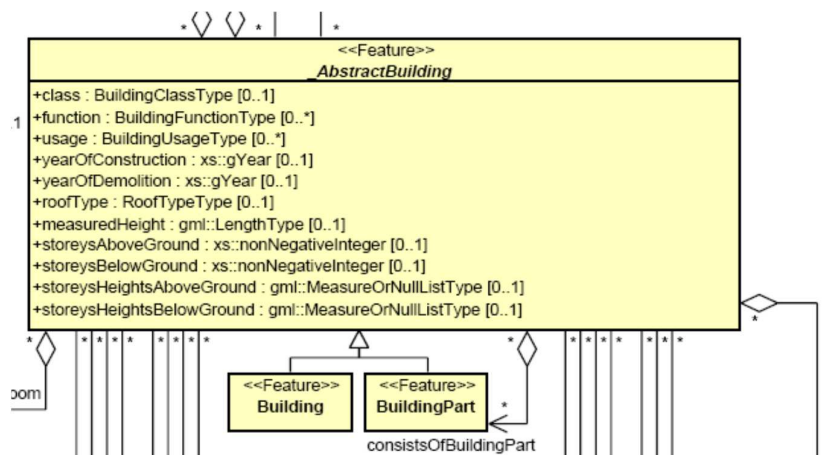 * *  *
<<Feature>>
_AbstractBuilding
.1
+class : BuildingClassType [0..1]
+function : BuildingFunctionType [0..*]
+usage : BuildingUsageType [0..*]
+yearOfConstruction : xs::gYear [0..1]
+yearOfDemolition : xs::gYear [0..1]
+roofType : RoofTypeType [0..1]
+measuredHeight : gml::LengthType [0..1]
+storeysAboveGround : xs::nonNegativeInteger [0..1]
+storeysBelowGround : xs::nonNegativeInteger [0..1]
+storeysHeightsAboveGround : gml::MeasureOrNullListType [0..1]
+storeysHeightsBelowGround : gml::MeasureOrNullListType [0..1]
*
* * * * * * * * * * * * * * * * * *
oom
<<Feature>> <<Feature>>
Building BuildingPart
*
consistsOfBuildingPart